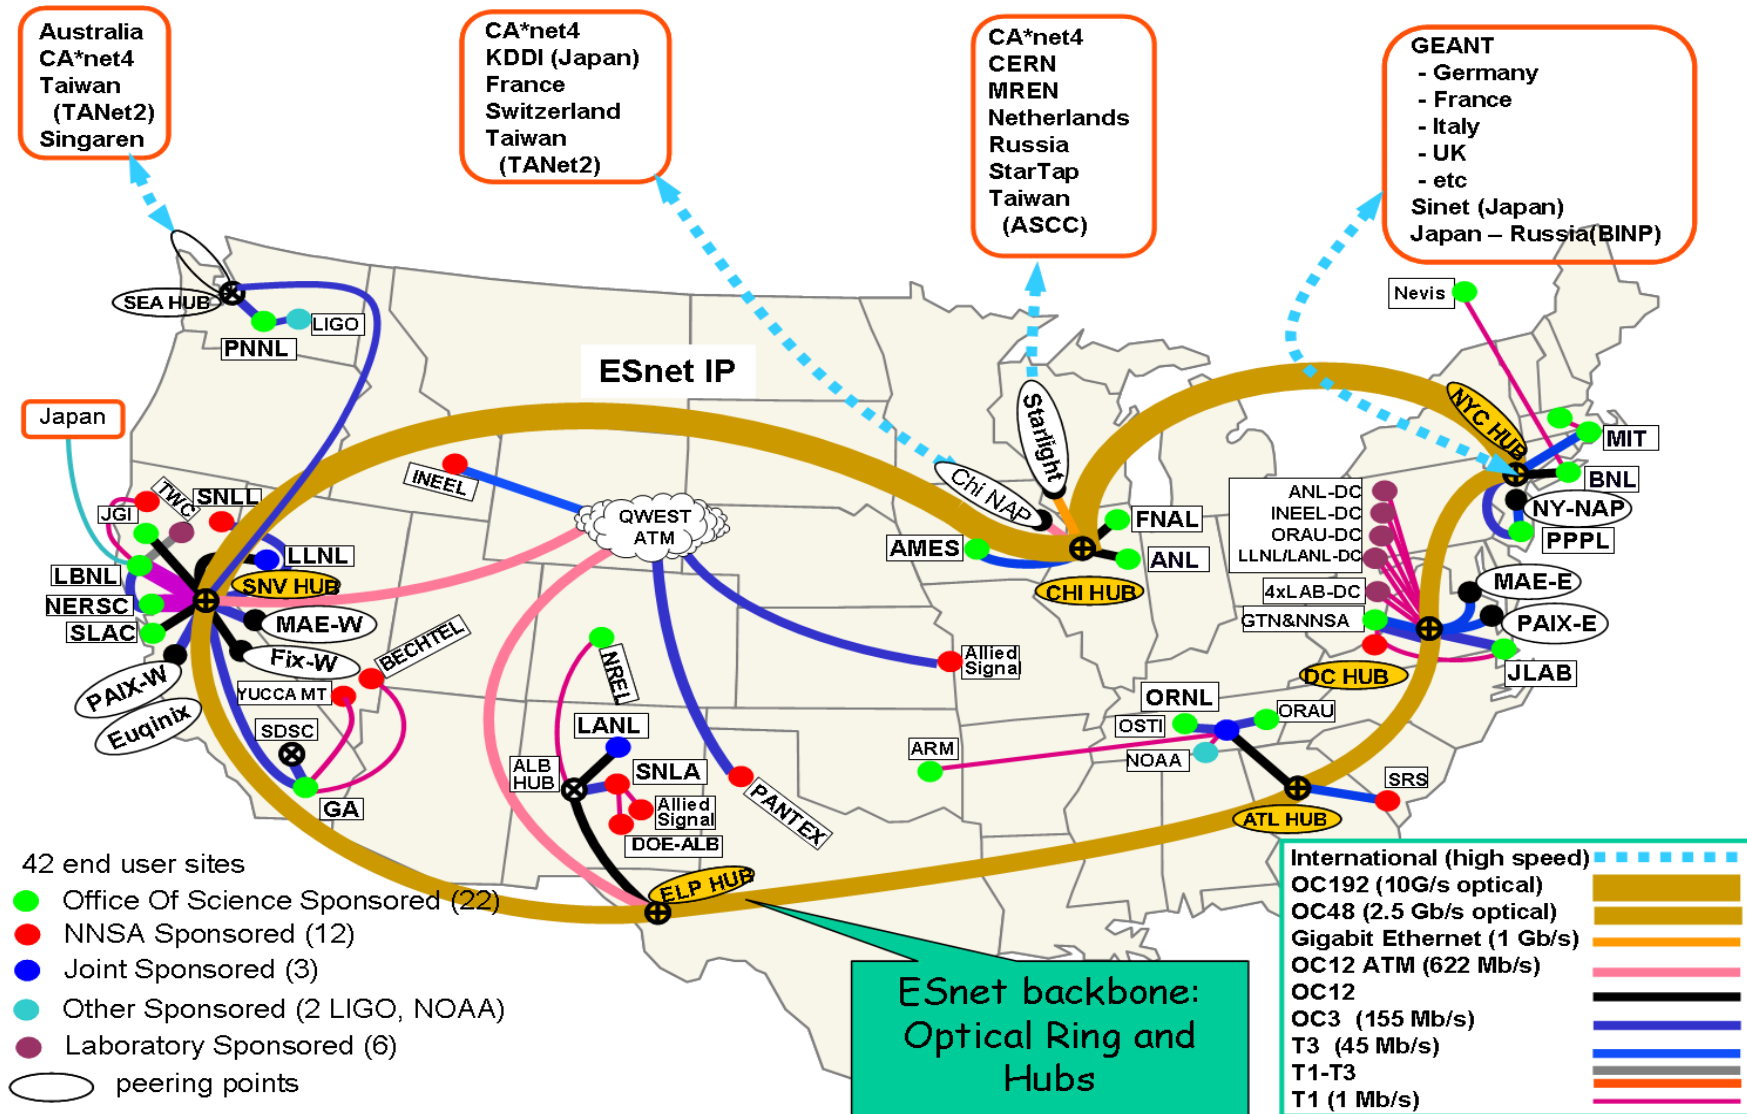 Australia
CA*net4
Taiwan
(TANet2)
Singaren
CA*net4
KDDI (Japan)
France
Switzerland
Taiwan
(TANet2)
CA*net4
CERN
MREN
Netherlands
Russia
StarTap
Taiwan
(ASCC)
GEANT
- Germany
- France
- Italy
- UK
- etc
Sinet (Japan)
Japan – Russia(BINP)
SEA HUB
LIGO
PNNL
ESnet IP
Japan
Nevis
NYC HUB
MIT
BNL
NY-NAP
PPPL
Starlight
Chi NAP
FNAL
ANL
AMES
CHI HUB
INEEL
QWEST
ATM
TWC
SNLL
JGI
LLNL
LBNL
SNV HUB
NERSC
SLAC
MAE-W
Fix-W
PAIX-W
Euqinix
BECHTEL
YUCCA MT
SDSC
GA
NREL
LANL
ALB
HUB
SNLA
Allied
Signal
DOE-ALB
PANTEX
Allied
Signal
ELP HUB
ANL-DC
INEEL-DC
ORAU-DC
LLNL/LANL-DC
4xLAB-DC
GTN&NNSA
MAE-E
PAIX-E
DC HUB
JLAB
ORNL
OSTI
ORAU
NOAA
ARM
SRS
ATL HUB
42 end user sites
Office Of Science Sponsored (22)
NNSA Sponsored (12)
Joint Sponsored (3)
Other Sponsored (2 LIGO, NOAA)
Laboratory Sponsored (6)
peering points
ESnet backbone:
Optical Ring and
Hubs
International (high speed)
OC192 (10G/s optical)
OC48 (2.5 Gb/s optical)
Gigabit Ethernet (1 Gb/s)
OC12 ATM (622 Mb/s)
OC12
OC3 (155 Mb/s)
T3 (45 Mb/s)
T1-T3
T1 (1 Mb/s)